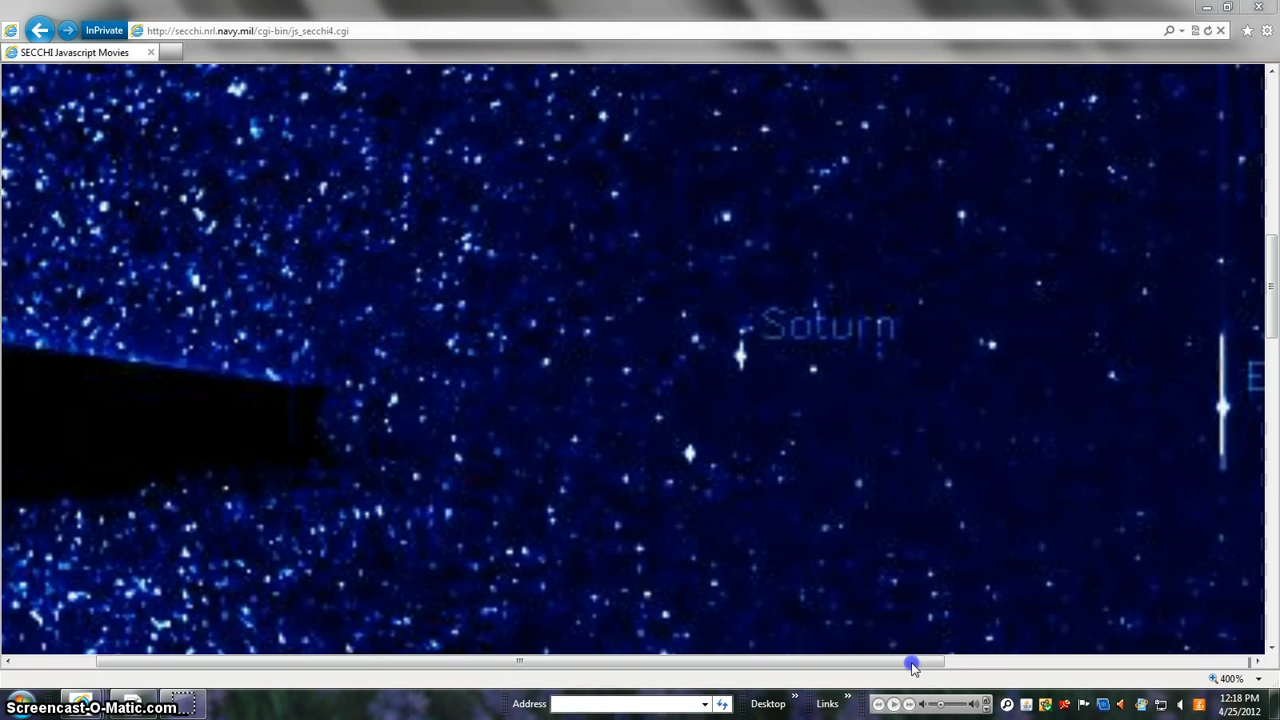 InPrivate
http://secchi.nrl.navy.mil/cgi-bin/js_secchi4.cgi
SECCHI Javascript Movies
Saturn
E
400%
Address
Desktop
»
Links
»
12:18 PM
4/25/2012
Screencast-O-Matic.com